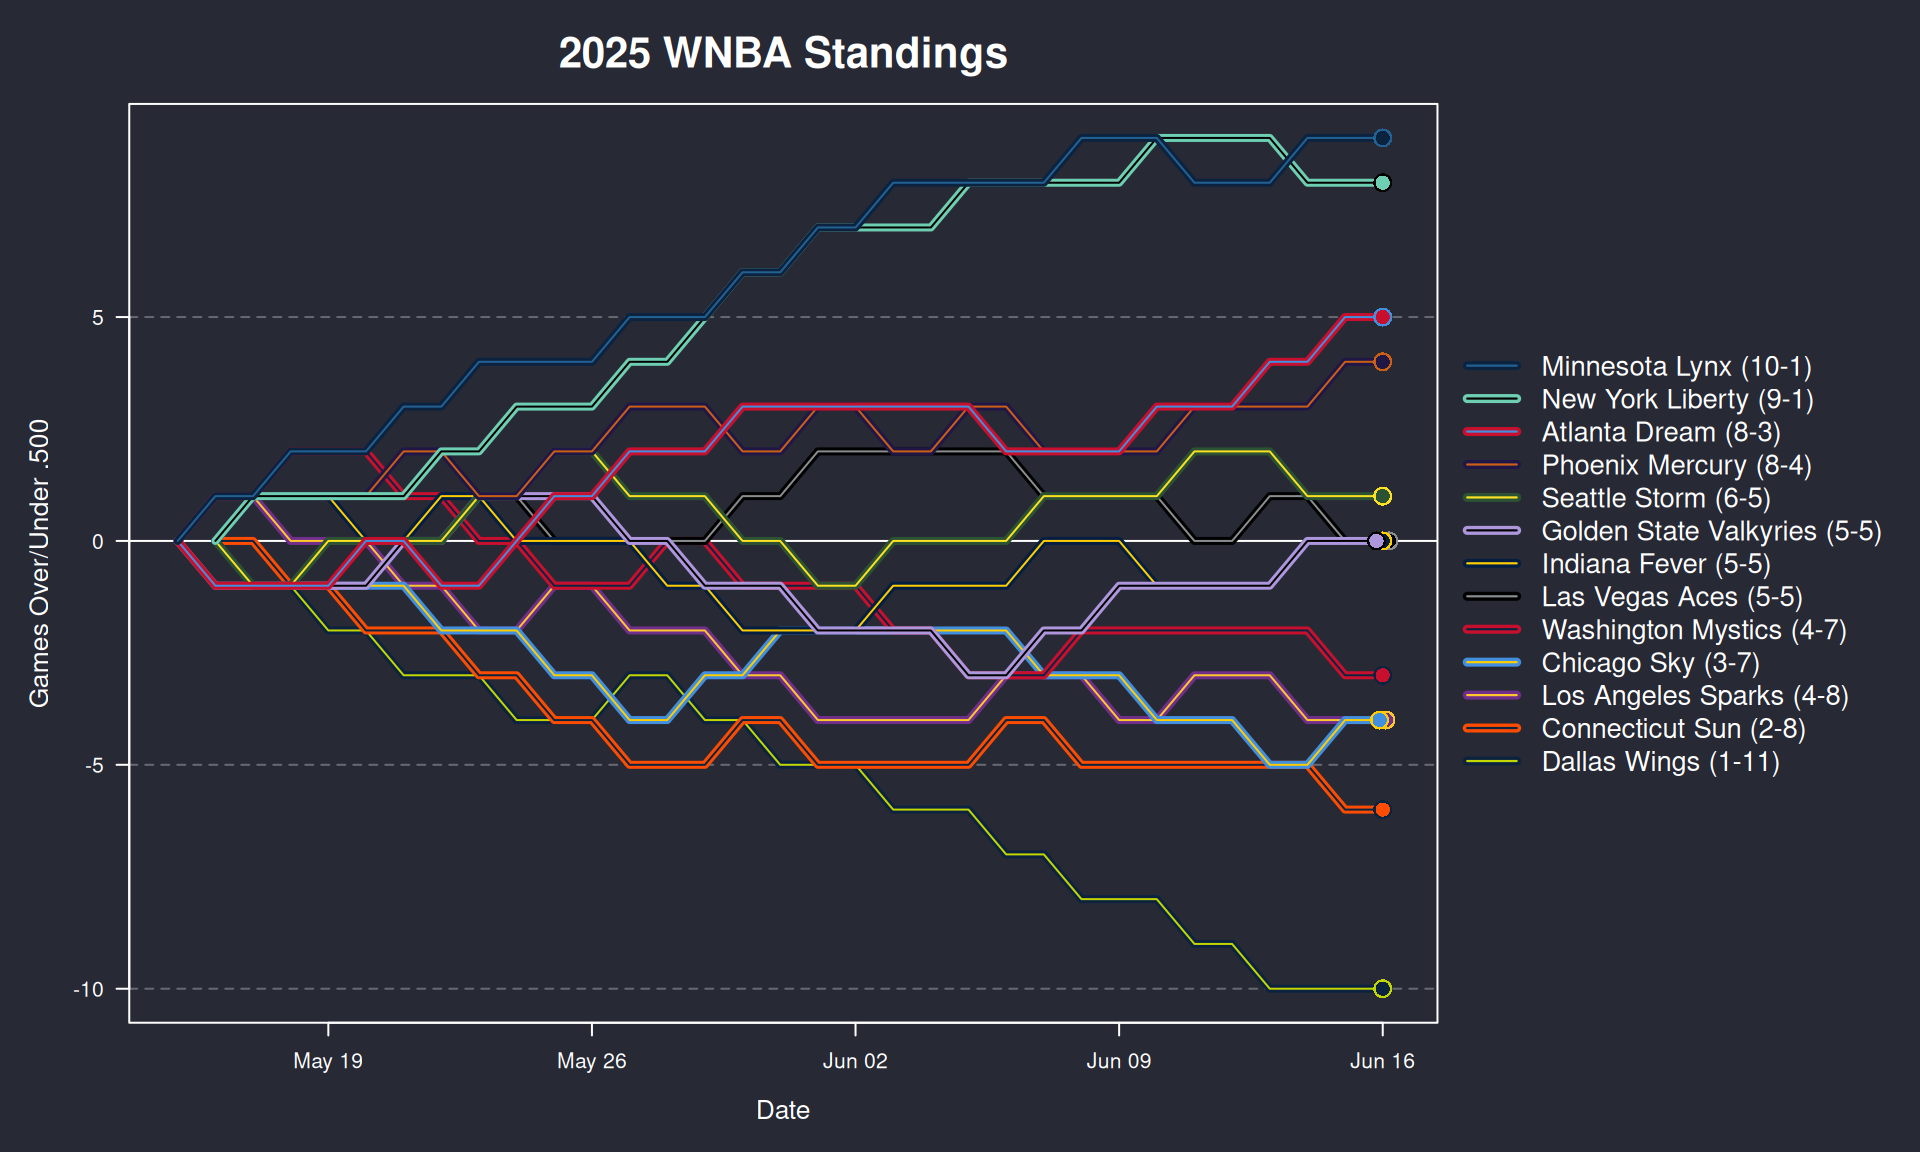 2025 WNBA Standings
Games Over/Under .500
5
0
-5
-10
May 19
May 26
Jun 02
Jun 09
Jun 16
Date
Minnesota Lynx (10-1)
New York Liberty (9-1)
Atlanta Dream (8-3)
Phoenix Mercury (8-4)
Seattle Storm (6-5)
Golden State Valkyries (5-5)
Indiana Fever (5-5)
Las Vegas Aces (5-5)
Washington Mystics (4-7)
Chicago Sky (3-7)
Los Angeles Sparks (4-8)
Connecticut Sun (2-8)
Dallas Wings (1-11)